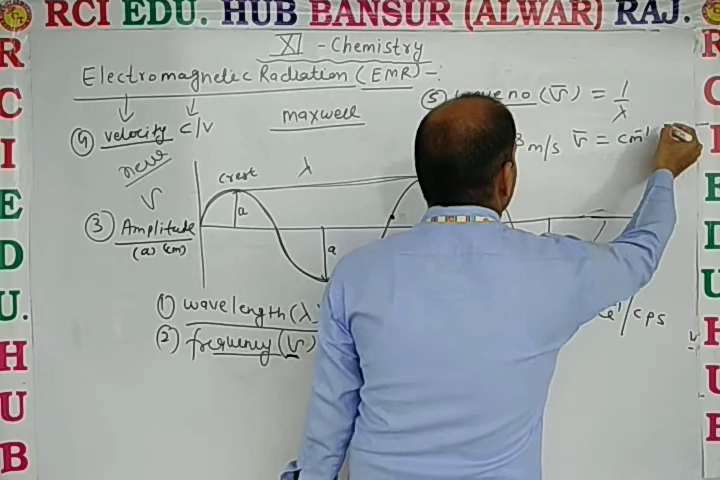 RCI EDU. HUB BANSUR (ALWAR) RAJ.
XI - Chemistry
Electromagnetic Radiation (EMR) -:
(4) velocity c/v
maxwell
(5) wave no (v̅) = 1/λ
m/s v̅ = cm⁻¹
crest
λ
ν
a
a
(3) Amplitude
(a) (cm)
(1) wavelength (λ)
(2) frequency (ν)
/cps
RCI EDU. HUB
RCI EDU. HUB